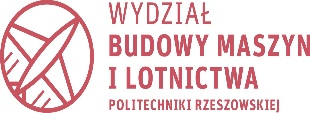 WYDZIAŁ
BUDOWY MASZYN
I LOTNICTWA
POLITECHNIKI RZESZOWSKIEJ